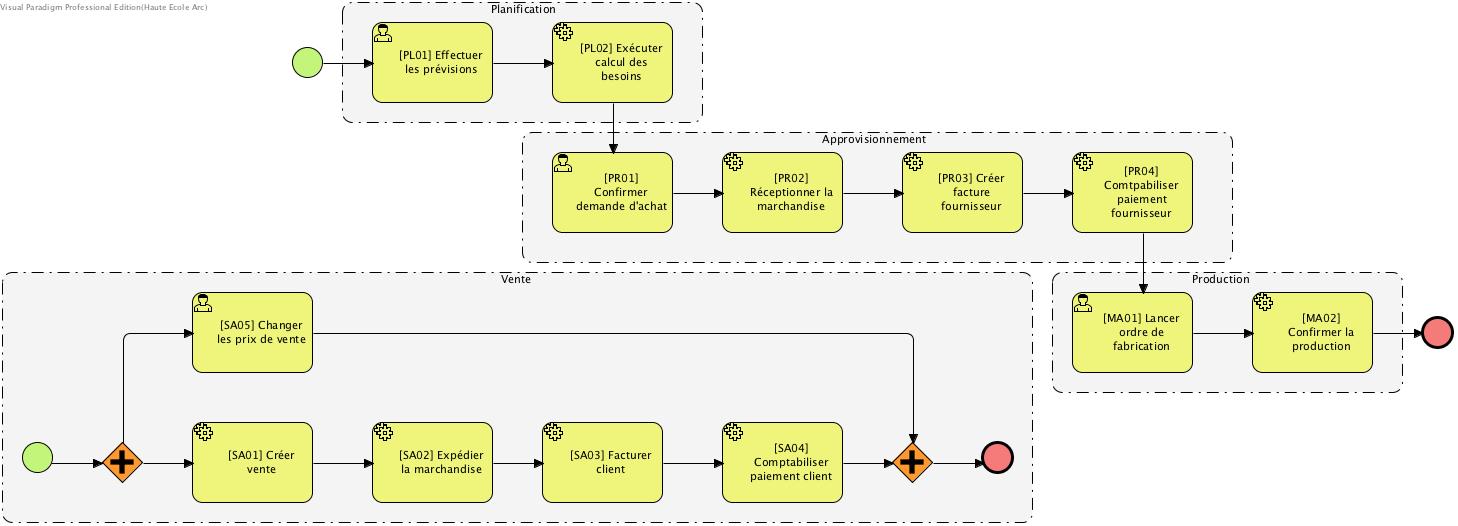 Visual Paradigm Professional Edition(Haute Ecole Arc)
Planification
[PL01] Effectuer
les prévisions
[PL02] Exécuter
calcul des
besoins
Approvisionnement
[PR01]
Confirmer
demande d'achat
[PR02]
Réceptionner la
marchandise
[PR03] Créer
facture
fournisseur
[PR04]
Comtpabiliser
paiement
fournisseur
Vente
[SA05] Changer
les prix de vente
[SA01] Créer
vente
[SA02] Expédier
la marchandise
[SA03] Facturer
client
[SA04]
Comptabiliser
paiement client
Production
[MA01] Lancer
ordre de
fabrication
[MA02]
Confirmer la
production